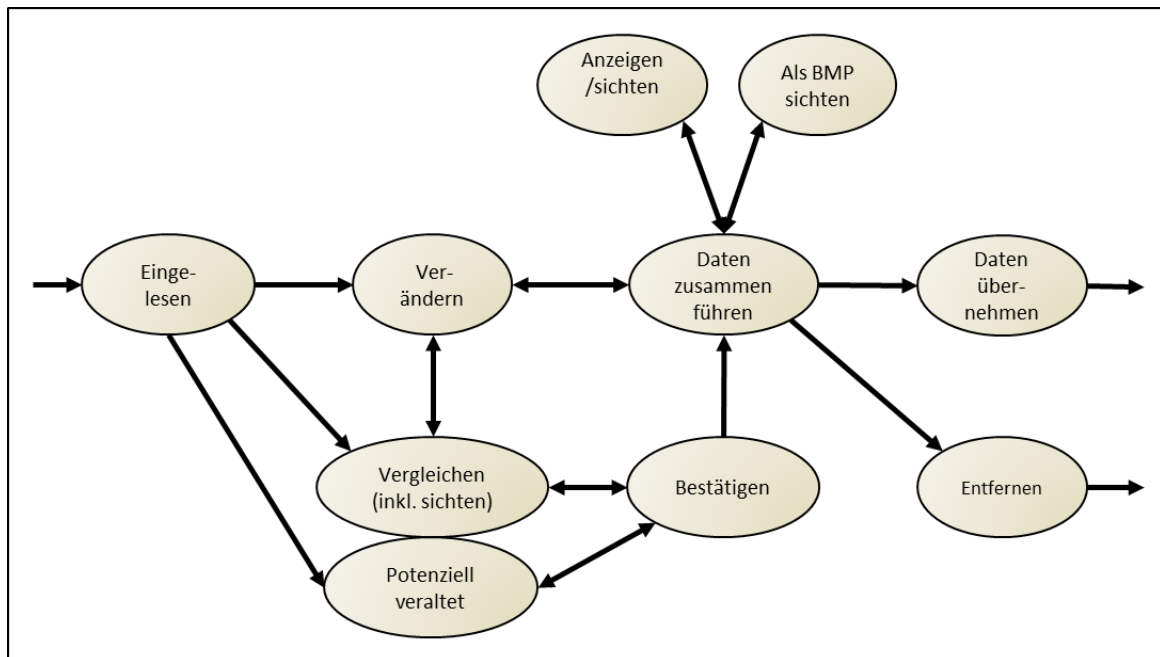 Anzeigen
/sichten
Als BMP
sichten
Einge-
lesen
Ver-
ändern
Daten
zusammen
führen
Daten
über-
nehmen
Vergleichen
(inkl. sichten)
Bestätigen
Entfernen
Potenziell
veraltet